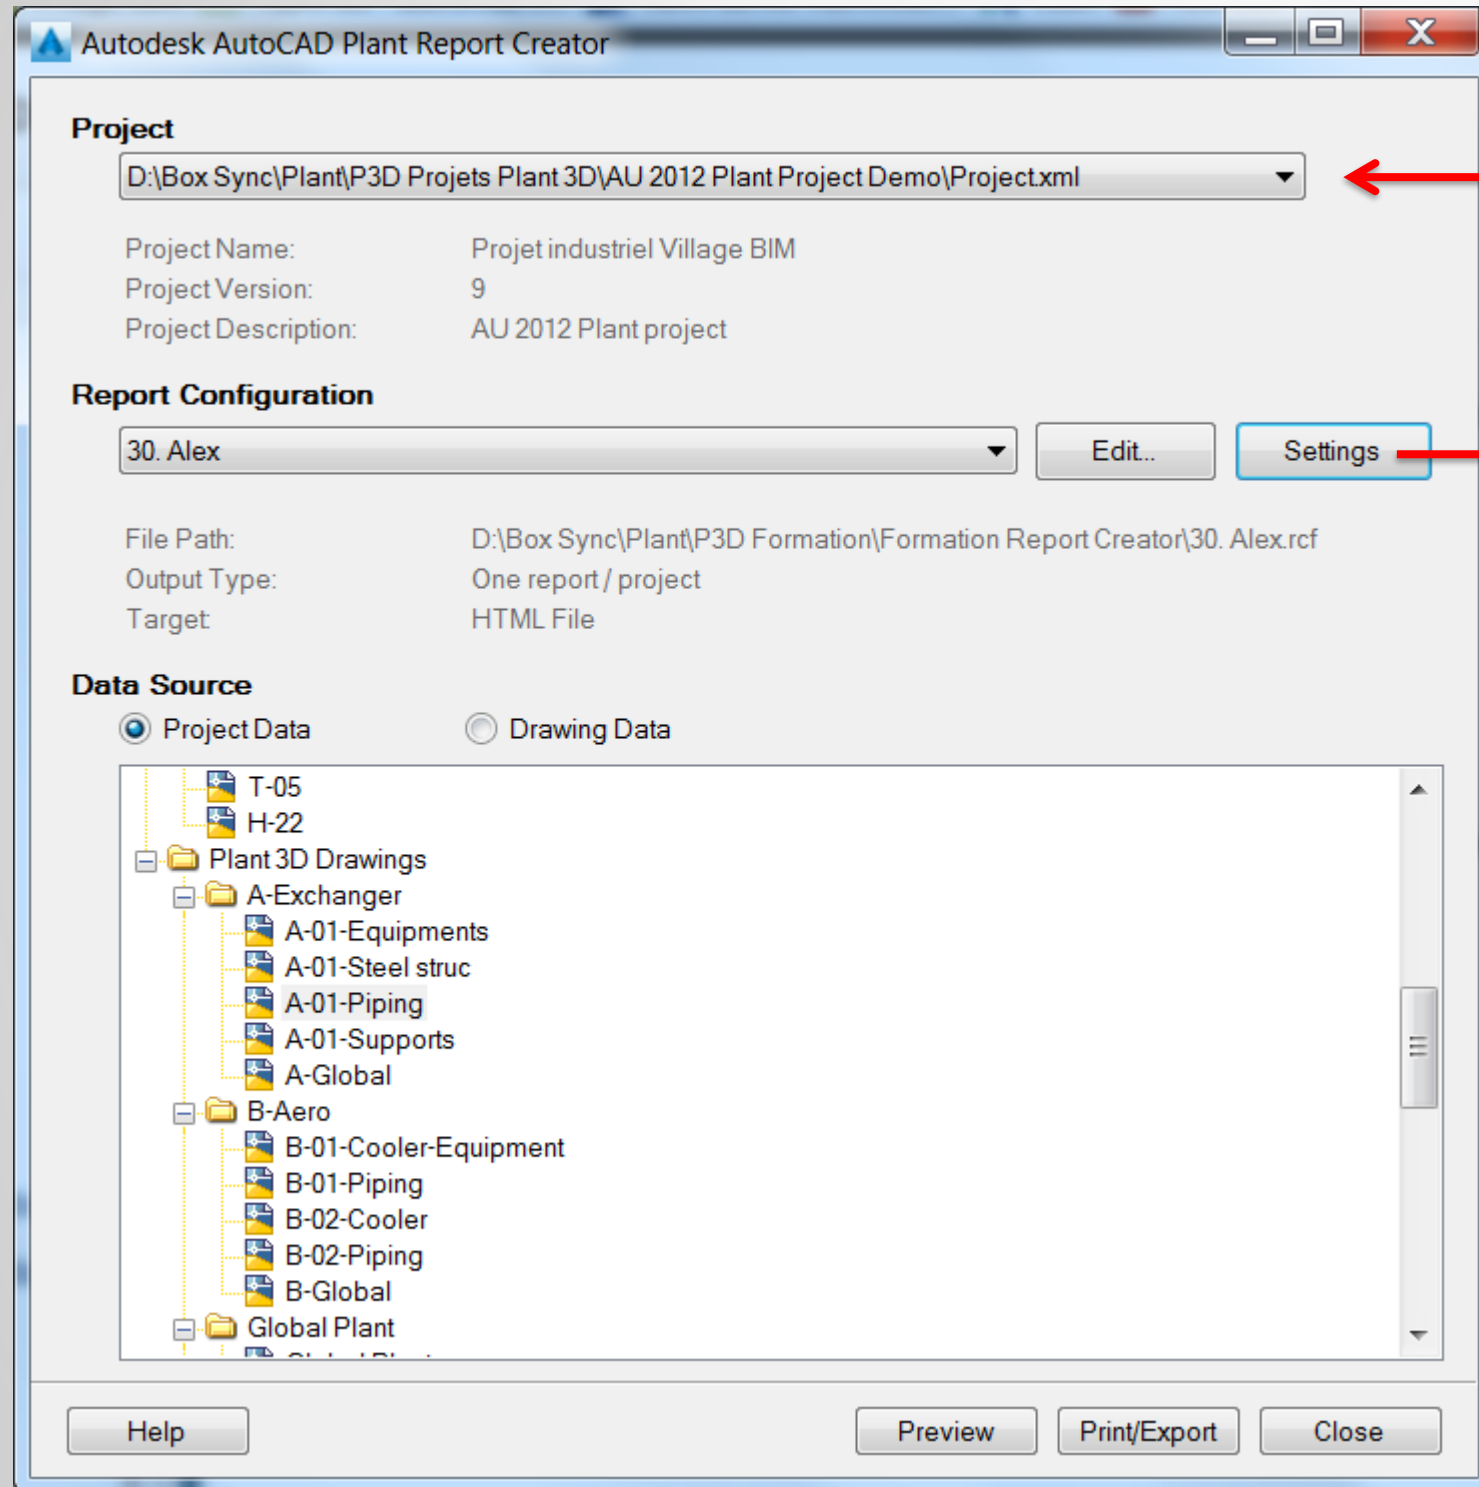 Autodesk AutoCAD Plant Report Creator
Project
D:\Box Sync\Plant\P3D Projets Plant 3D\AU 2012 Plant Project Demo\Project.xml
Project Name: Projet industriel Village BIM
Project Version: 9
Project Description: AU 2012 Plant project
Report Configuration
30. Alex Edit... Settings
File Path: D:\Box Sync\Plant\P3D Formation\Formation Report Creator\30. Alex.rcf
Output Type: One report / project
Target: HTML File
Data Source
Project Data Drawing Data
T-05
H-22
Plant 3D Drawings
A-Exchanger
A-01-Equipments
A-01-Steel struc
A-01-Piping
A-01-Supports
A-Global
B-Aero
B-01-Cooler-Equipment
B-01-Piping
B-02-Cooler
B-02-Piping
B-Global
Global Plant
Help Preview Print/Export Close